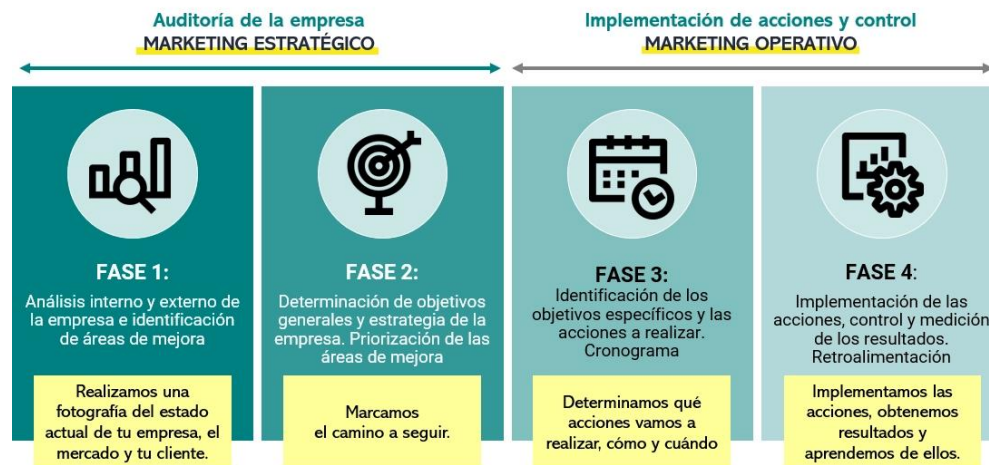 Auditoría de la empresa
MARKETING ESTRATÉGICO
Implementación de acciones y control
MARKETING OPERATIVO
FASE 1:
Análisis interno y externo de
la empresa e identificación
de áreas de mejora
Realizamos una
fotografía del estado
actual de tu empresa, el
mercado y tu cliente.
FASE 2:
Determinación de objetivos
generales y estrategia de la
empresa. Priorización de las
áreas de mejora
Marcamos
el camino a seguir.
FASE 3:
Identificación de los
objetivos específicos y las
acciones a realizar.
Cronograma
Determinamos qué
acciones vamos a
realizar, cómo y cuándo
FASE 4:
Implementación de las
acciones, control y medición
de los resultados.
Retroalimentación
Implementamos las
acciones, obtenemos
resultados y
aprendemos de ellos.